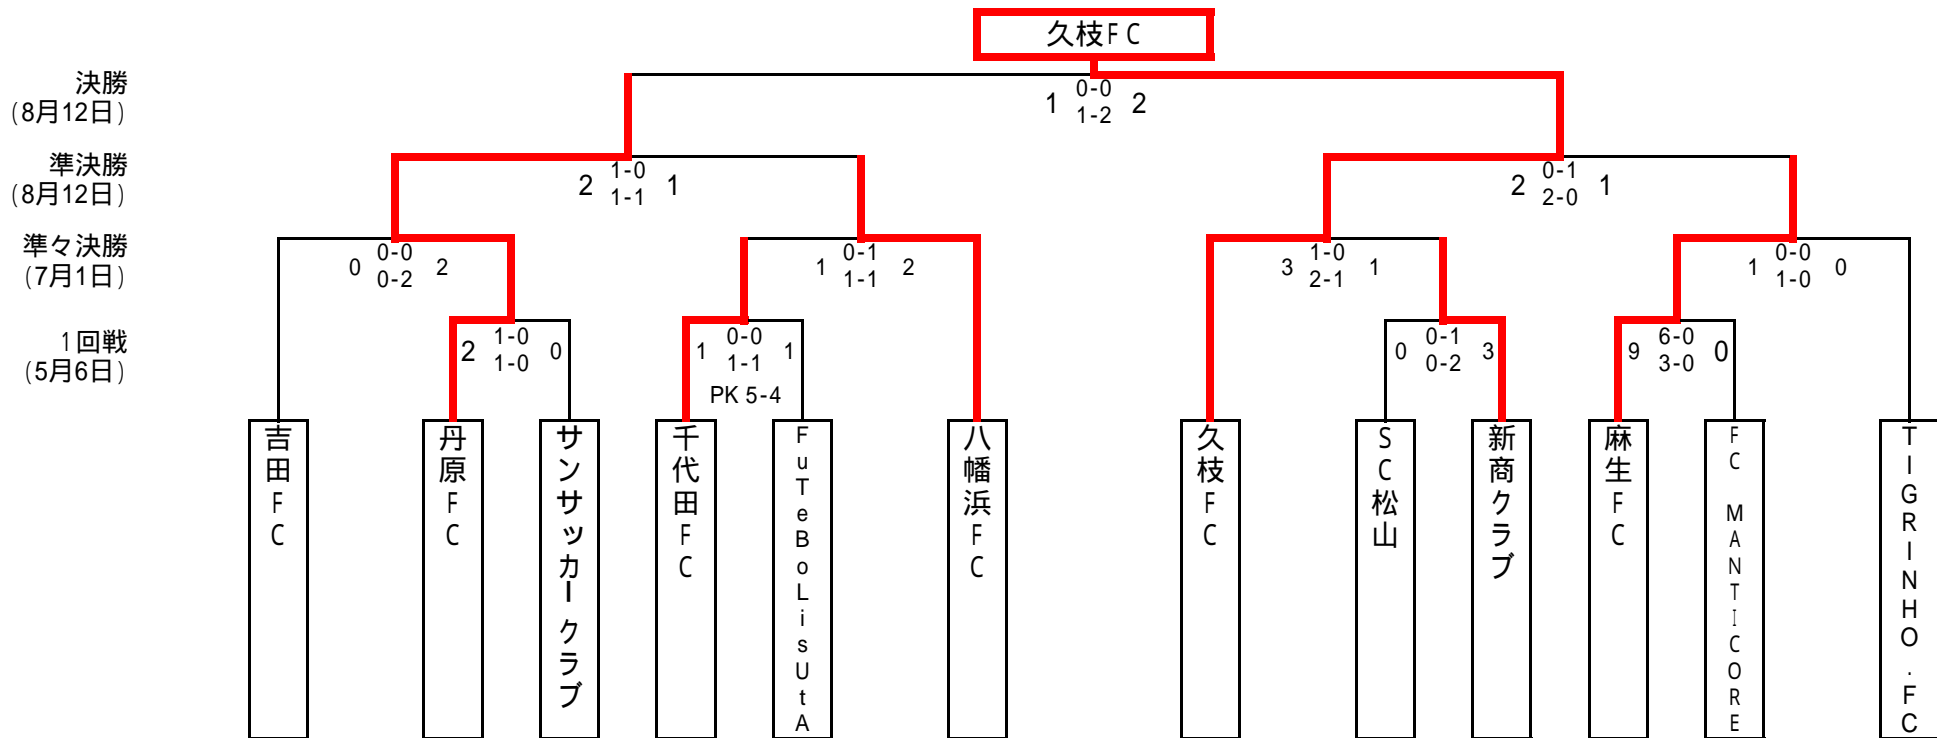 久枝FC
決勝
(8月12日)
1 0-0 2
1-2
準決勝
(8月12日)
2 1-0 1
1-1
2 0-1 1
2-0
準々決勝
(7月1日)
0 0-0 2
0-2
1 0-1 2
1-1
3 1-0 1
2-1
1 0-0 0
1-0
1回戦
(5月6日)
2 1-0 0
1-0
1 0-0 1
1-1
PK 5-4
0 0-1 3
0-2
9 6-0 0
3-0
吉田FC
丹原FC
サンサッカークラブ
千代田FC
FuTeBoLisUtA
八幡浜FC
久枝FC
SC松山
新商クラブ
麻生FC
FC MANTICORE
TIGRINHO.FC